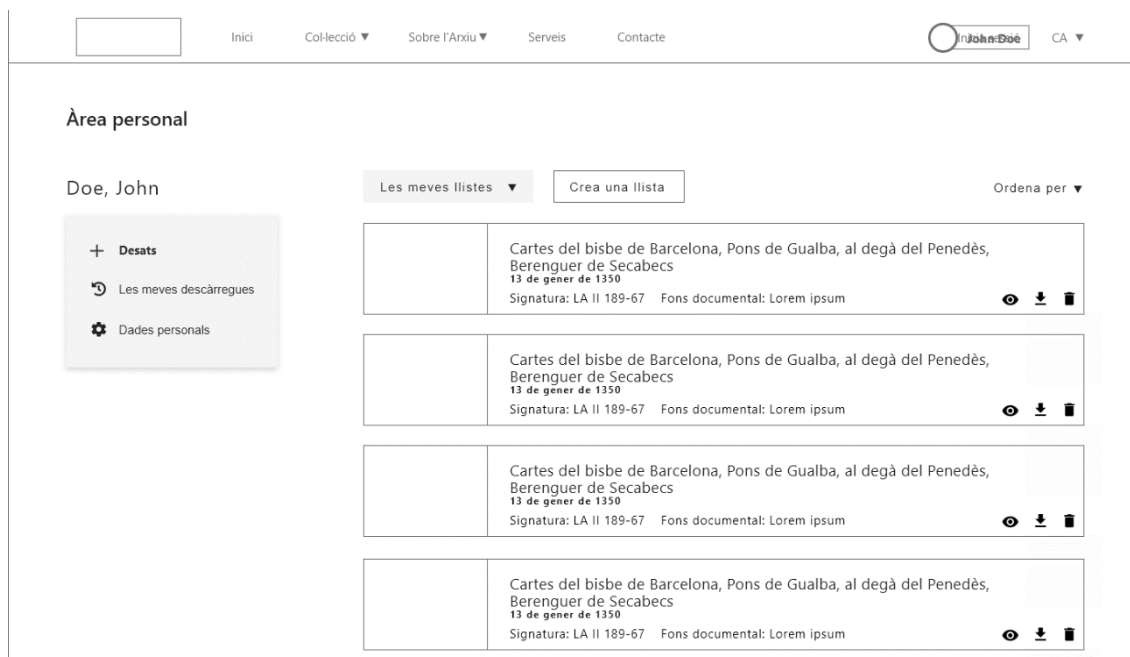 Inici Col·lecció ▼ Sobre l'Arxiu ▼ Serveis Contacte John Doe CA ▼
Àrea personal
Doe, John
Desats
Les meves descàrregues
Dades personals
Les meves llistes ▼ Crea una llista Ordena per ▼
Cartes del bisbe de Barcelona, Pons de Gualba, al degà del Penedès,
Berenguer de Secabecs
13 de gener de 1350
Signatura: LA II 189-67 Fons documental: Lorem ipsum
Cartes del bisbe de Barcelona, Pons de Gualba, al degà del Penedès,
Berenguer de Secabecs
13 de gener de 1350
Signatura: LA II 189-67 Fons documental: Lorem ipsum
Cartes del bisbe de Barcelona, Pons de Gualba, al degà del Penedès,
Berenguer de Secabecs
13 de gener de 1350
Signatura: LA II 189-67 Fons documental: Lorem ipsum
Cartes del bisbe de Barcelona, Pons de Gualba, al degà del Penedès,
Berenguer de Secabecs
13 de gener de 1350
Signatura: LA II 189-67 Fons documental: Lorem ipsum